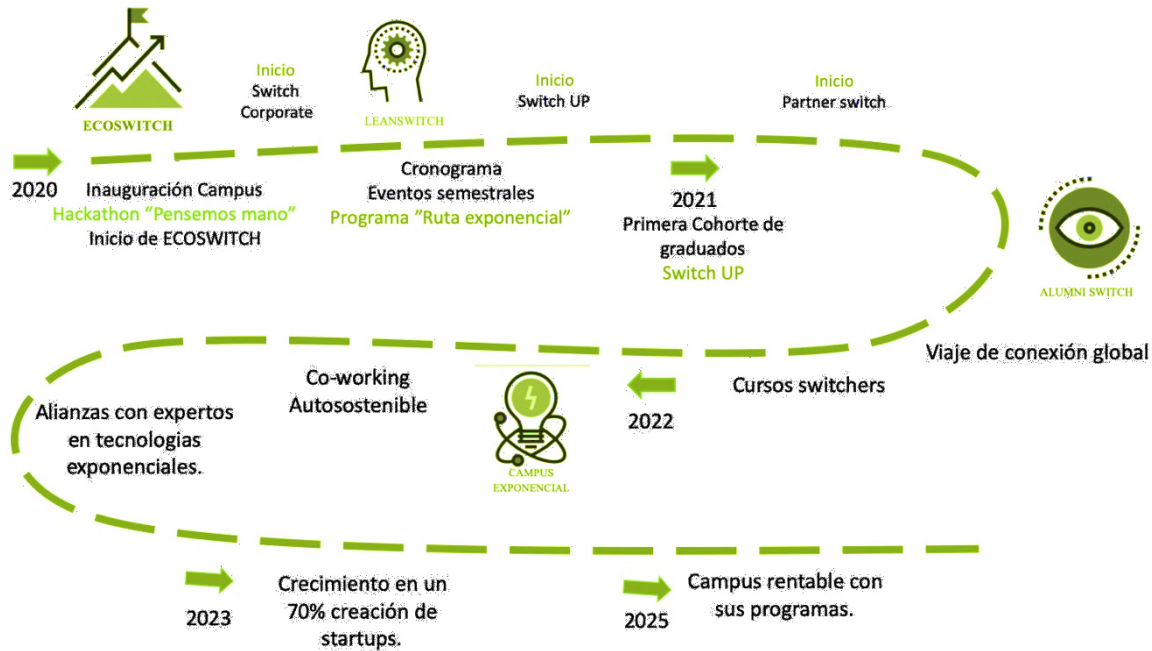 ECOSWITCH
Inicio
Switch
Corporate
LEANSWITCH
Inicio
Switch UP
Inicio
Partner switch
2020
Inauguración Campus
Hackathon “Pensemos mano”
Inicio de ECOSWITCH
Cronograma
Eventos semestrales
Programa ”Ruta exponencial”
2021
Primera Cohorte de
graduados
Switch UP
ALUMNI SWITCH
Viaje de conexión global
Cursos switchers
2022
CAMPUS
EXPONENCIAL
Co-working
Autosostenible
Alianzas con expertos
en tecnologias
exponenciales.
2023
Crecimiento en un
70% creación de
startups.
2025
Campus rentable con
sus programas.